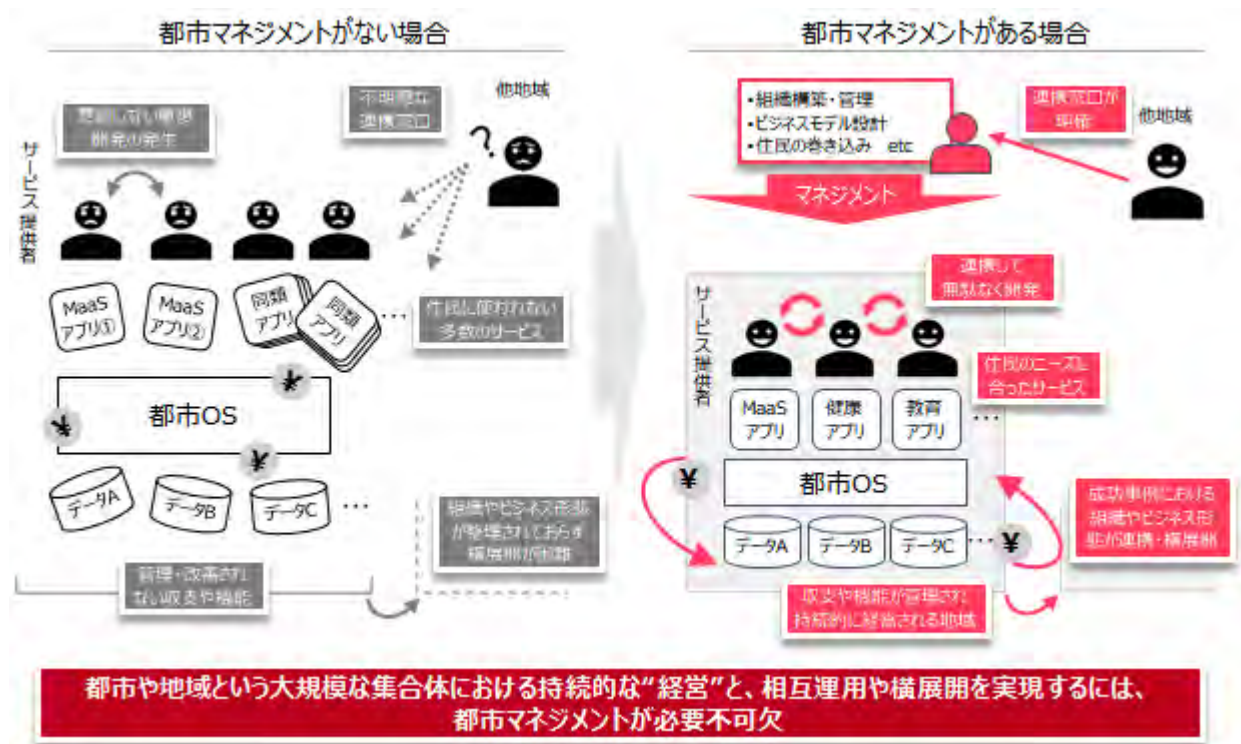 都市マネジメントがない場合
他地域
不明瞭な
連携窓口
開発の発生
?
サービス提供者
MaaS
アプリ①
MaaS
アプリ②
同類
アプリ
同類
アプリ
…
住民に使われない
多数のサービス
¥
¥
都市OS
¥
データA
データB
データC
…
組織やビジネス形態
が整理されておらず
横展開が困難
管理・改善され
ない収支や機能
都市マネジメントがある場合
・組織構築・管理
・ビジネスモデル設計
・住民の巻き込み etc
連携窓口が
明確
他地域
マネジメント
連携して
無駄なく開発
サービス提供者
住民のニーズに
合ったサービス
MaaS
アプリ
健康
アプリ
教育
アプリ
…
¥
都市OS
データA
データB
データC
…
¥
成功事例における
組織やビジネス形
態が連携・横展開
収支や機能が管理され
持続的に経営される地域
都市や地域という大規模な集合体における持続的な“経営”と、相互運用や横展開を実現するには、
都市マネジメントが必要不可欠